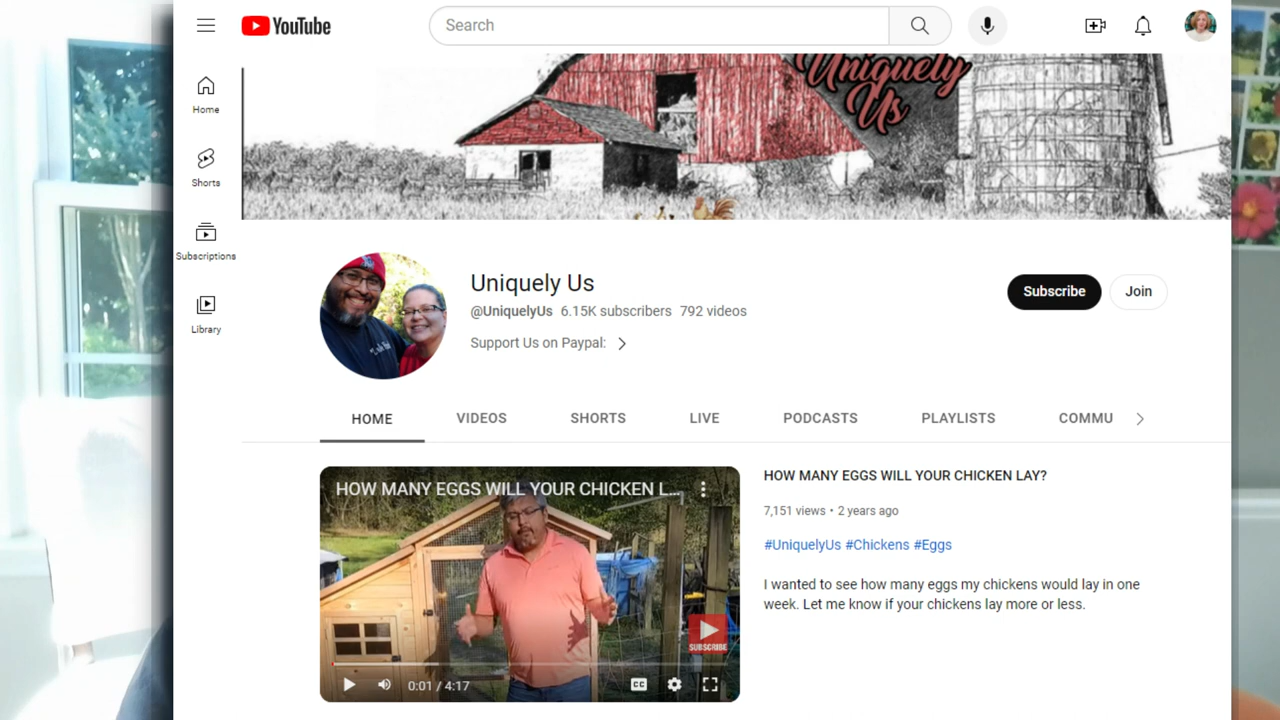 YouTube
Search
Home
Shorts
Subscriptions
Library
Uniquely
Us
Uniquely Us
@UniquelyUs 6.15K subscribers 792 videos
Support Us on Paypal:
Subscribe
Join
HOME VIDEOS SHORTS LIVE PODCASTS PLAYLISTS COMMU
HOW MANY EGGS WILL YOUR CHICKEN L...
SUBSCRIBE
0:01 / 4:17
CC
HOW MANY EGGS WILL YOUR CHICKEN LAY?
7,151 views • 2 years ago
#UniquelyUs #Chickens #Eggs
I wanted to see how many eggs my chickens would lay in one
week. Let me know if your chickens lay more or less.